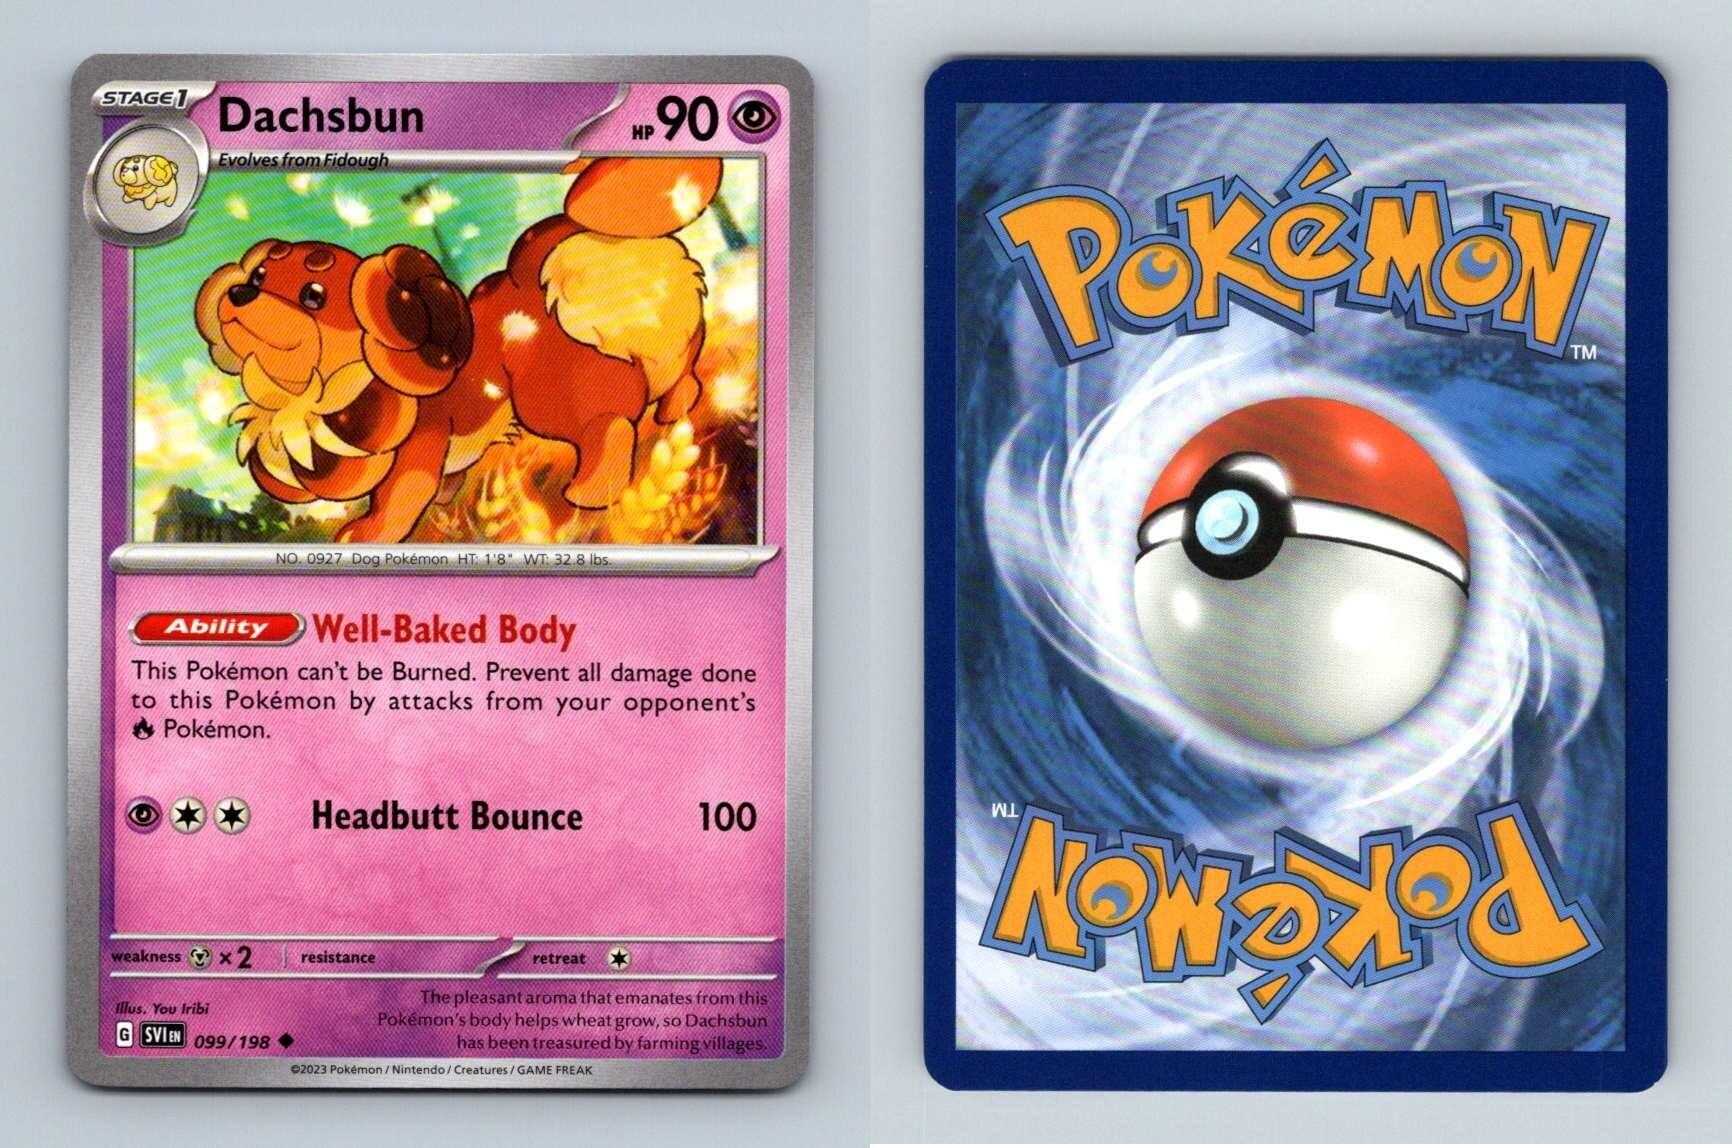 STAGE1
Dachsbun
HP 90
Evolves from Fidough
NO. 0927 Dog Pokémon HT: 1'8" WT: 32.8 lbs.
Ability Well-Baked Body
This Pokémon can't be Burned. Prevent all damage done
to this Pokémon by attacks from your opponent's
Pokémon.
Headbutt Bounce 100
weakness ×2 resistance retreat
Illus. You Iribi
The pleasant aroma that emanates from this
Pokémon's body helps wheat grow, so Dachsbun
has been treasured by farming villages.
G SVI EN 099/198
©2023 Pokémon / Nintendo / Creatures / GAME FREAK
POKéMON
TM
TM
POKéMON